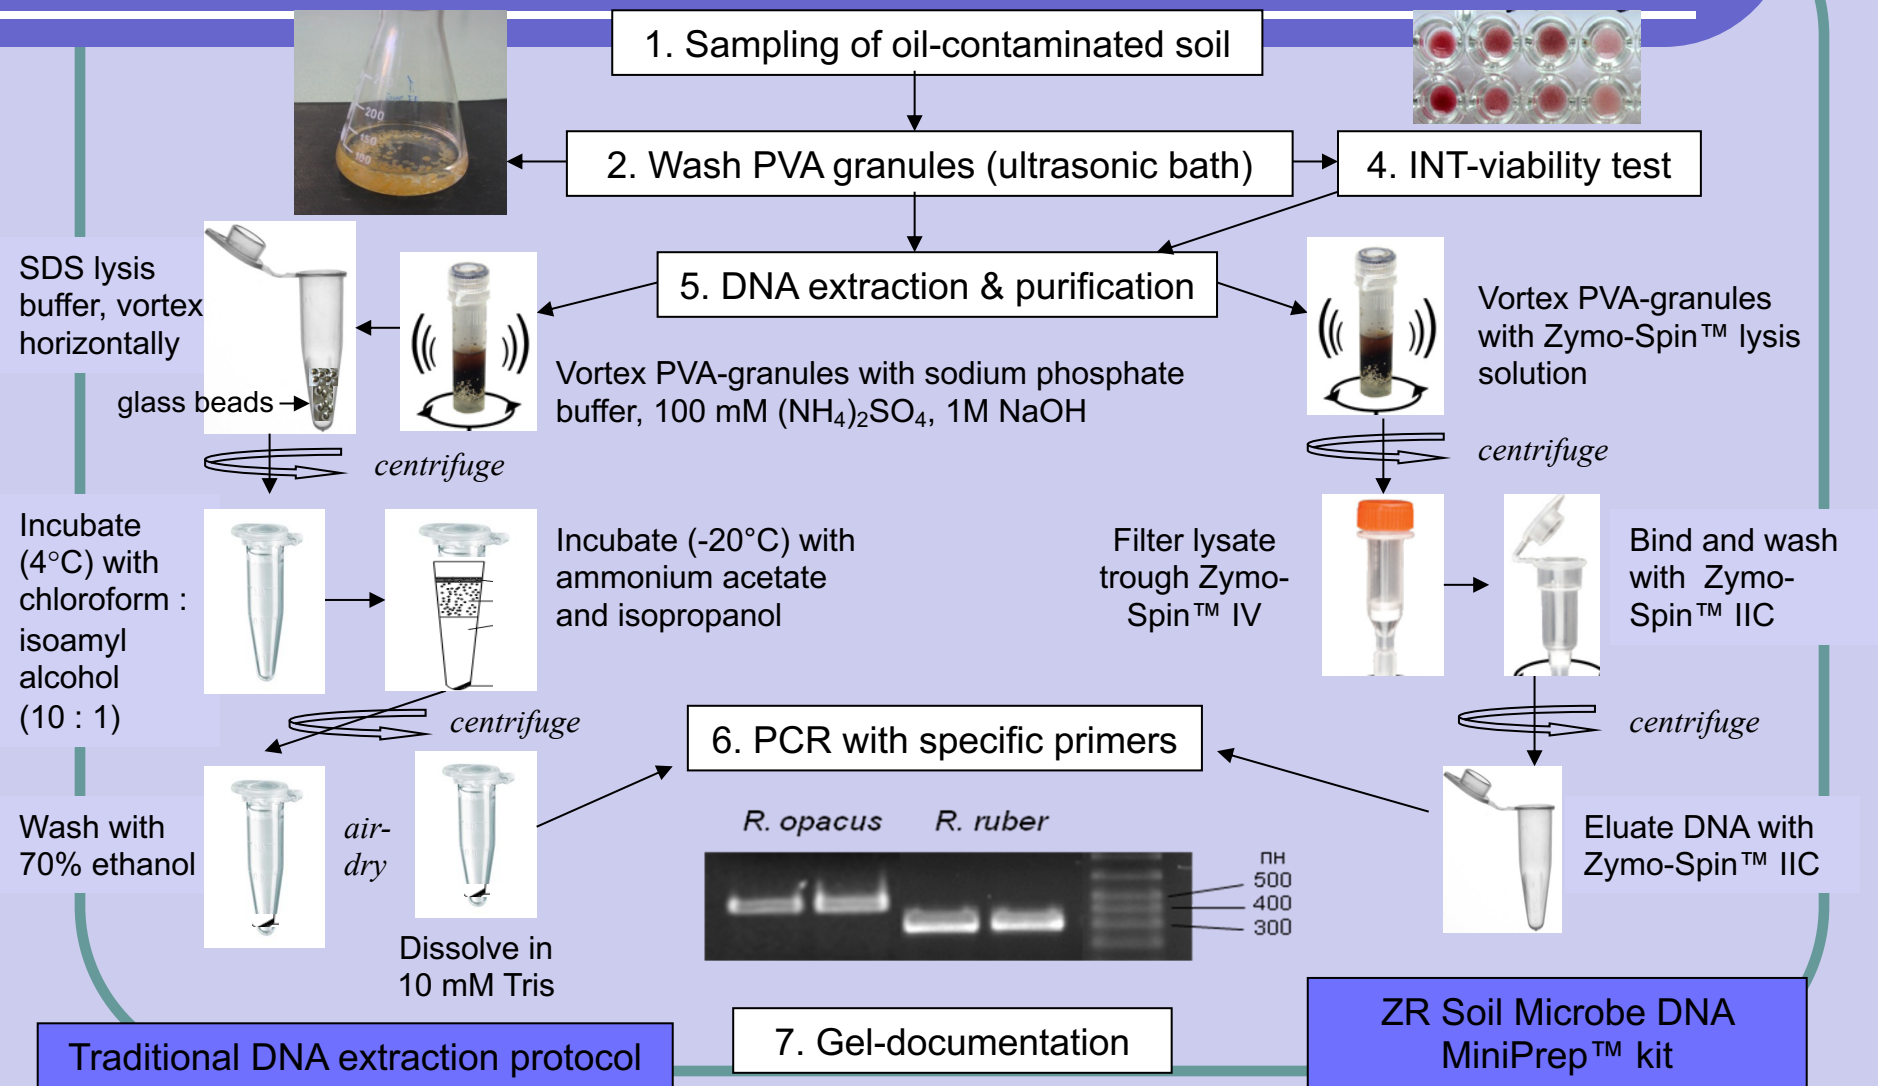 1. Sampling of oil-contaminated soil
200
150
100
2. Wash PVA granules (ultrasonic bath)
4. INT-viability test
SDS lysis
buffer, vortex
horizontally
glass beads
5. DNA extraction & purification
Vortex PVA-granules with sodium phosphate
buffer, 100 mM (NH₄)₂SO₄, 1M NaOH
Vortex PVA-granules
with Zymo-Spin™ lysis
solution
centrifuge
centrifuge
Incubate
(4°C) with
chloroform :
isoamyl
alcohol
(10 : 1)
Incubate (-20°C) with
ammonium acetate
and isopropanol
Filter lysate
trough Zymo-
Spin™ IV
Bind and wash
with Zymo-
Spin™ IIC
centrifuge
centrifuge
6. PCR with specific primers
Wash with
70% ethanol
air-
dry
Dissolve in
10 mM Tris
R. opacus R. ruber
пн
500
400
300
Eluate DNA with
Zymo-Spin™ IIC
Traditional DNA extraction protocol
7. Gel-documentation
ZR Soil Microbe DNA
MiniPrep™ kit